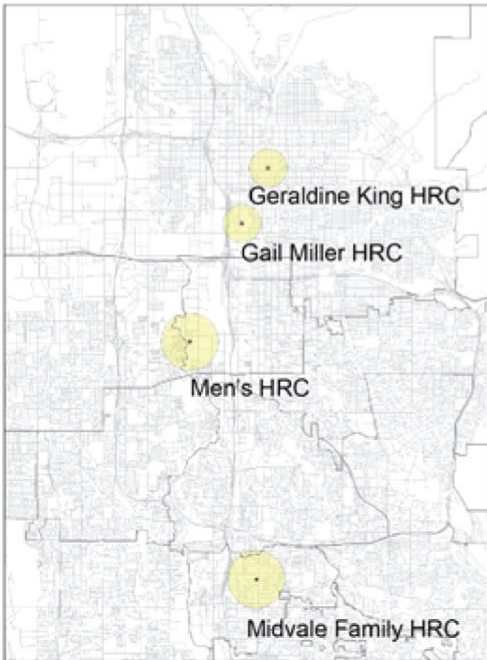 Geraldine King HRC
Gail Miller HRC
Men's HRC
Midvale Family HRC